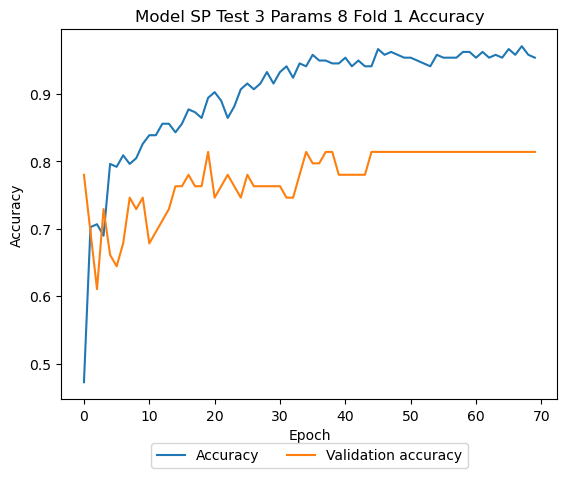 Model SP Test 3 Params 8 Fold 1 Accuracy
0.9
0.8
0.7
0.6
0.5
Accuracy
0 10 20 30 40 50 60 70
Epoch
Accuracy Validation accuracy